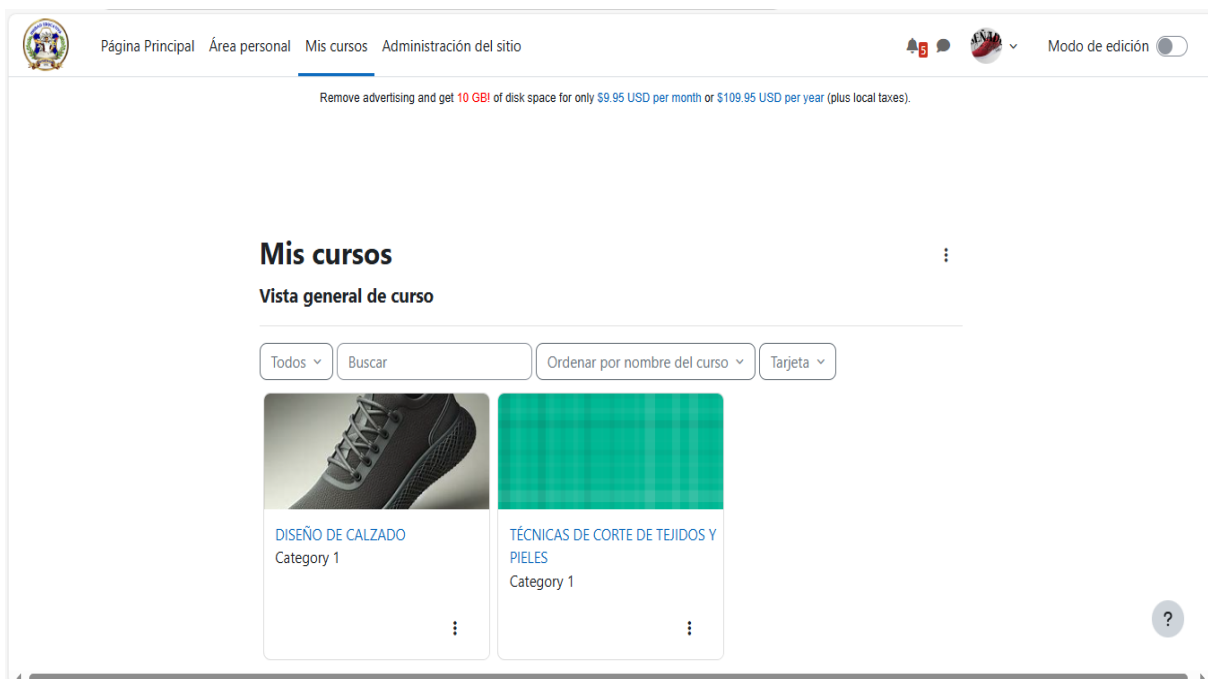 Página Principal Área personal Mis cursos Administración del sitio
5
Modo de edición
Remove advertising and get 10 GB! of disk space for only $9.95 USD per month or $109.95 USD per year (plus local taxes).
Mis cursos
Vista general de curso
Todos Buscar Ordenar por nombre del curso Tarjeta
DISEÑO DE CALZADO
Category 1
TÉCNICAS DE CORTE DE TEJIDOS Y
PIELES
Category 1
?